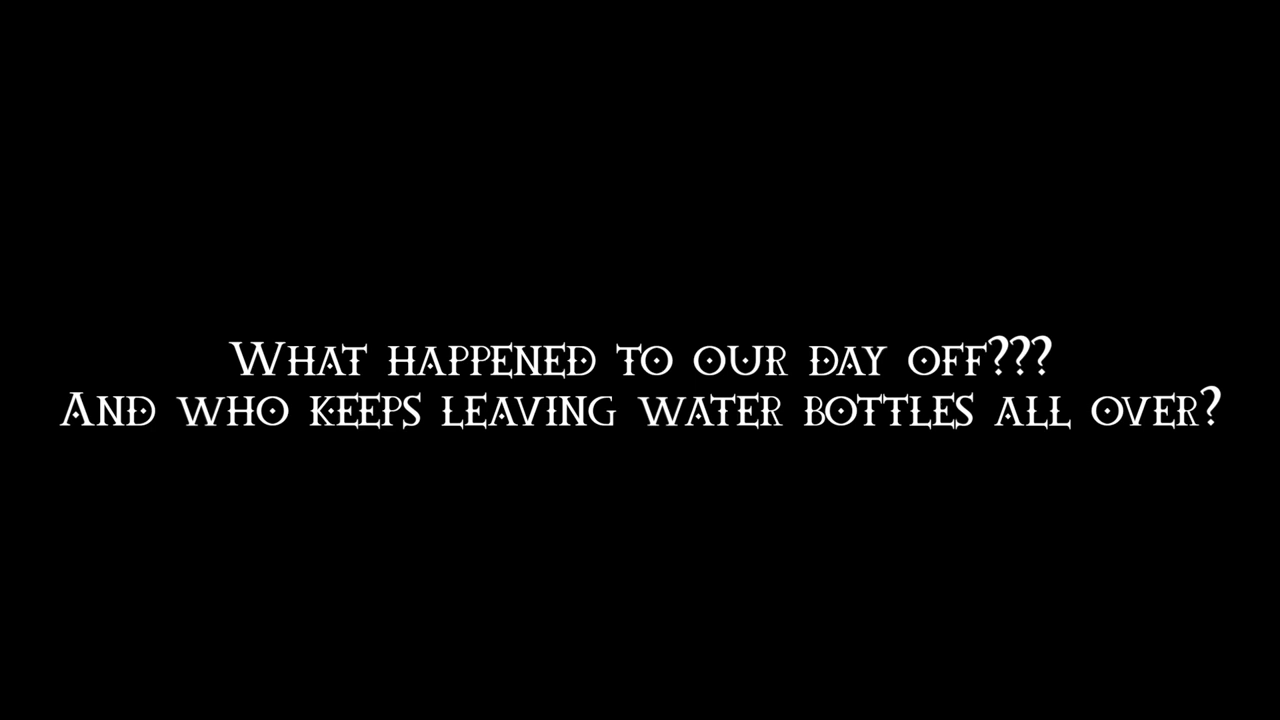 What happened to our day off???
And who keeps leaving water bottles all over?